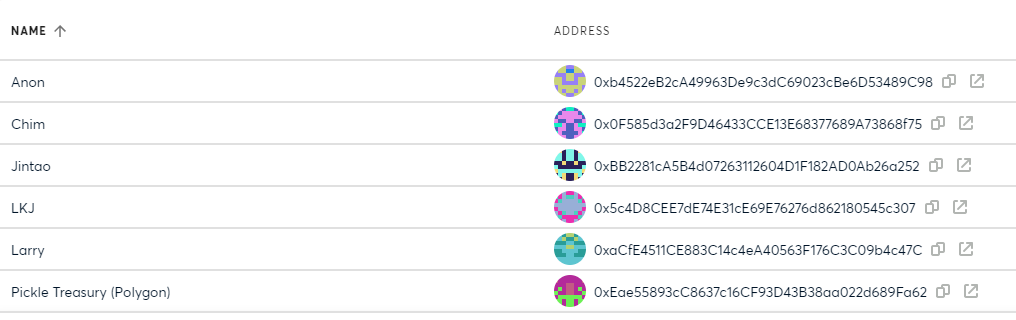 NAME ADDRESS
Anon 0xb4522eB2cA49963De9c3dC69023cBe6D53489C98
Chim 0x0F585d3a2F9D46433CCE13E68377689A73868f75
Jintao 0xBB2281cA5B4d07263112604D1F182AD0Ab26a252
LKJ 0x5c4D8CEE7dE74E31cE69E76276d862180545c307
Larry 0xaCfE4511CE883C14c4eA40563F176C3C09b4c47C
Pickle Treasury (Polygon) 0xEae55893cC8637c16CF93D43B38aa022d689Fa62